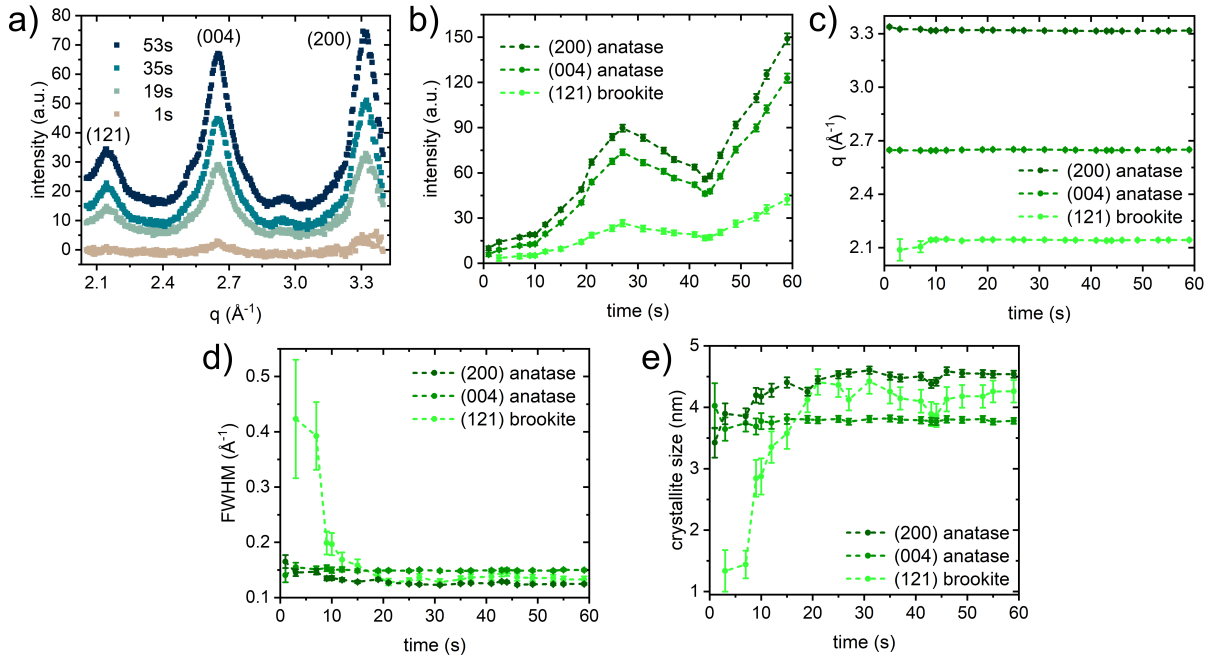 a)
80
70
60
50
40
30
20
10
0
intensity (a.u.)
53s
35s
19s
1s
(121)
(004)
(200)
2.1 2.4 2.7 3.0 3.3
q (Å⁻¹)
b)
150
120
90
60
30
0
intensity (a.u.)
(200) anatase
(004) anatase
(121) brookite
0 10 20 30 40 50 60
time (s)
c)
3.3
3.0
2.7
2.4
2.1
q (Å⁻¹)
(200) anatase
(004) anatase
(121) brookite
0 10 20 30 40 50 60
time (s)
d)
0.5
0.4
0.3
0.2
0.1
FWHM (Å⁻¹)
(200) anatase
(004) anatase
(121) brookite
0 10 20 30 40 50 60
time (s)
e)
5
4
3
2
1
crystallite size (nm)
(200) anatase
(004) anatase
(121) brookite
0 10 20 30 40 50 60
time (s)